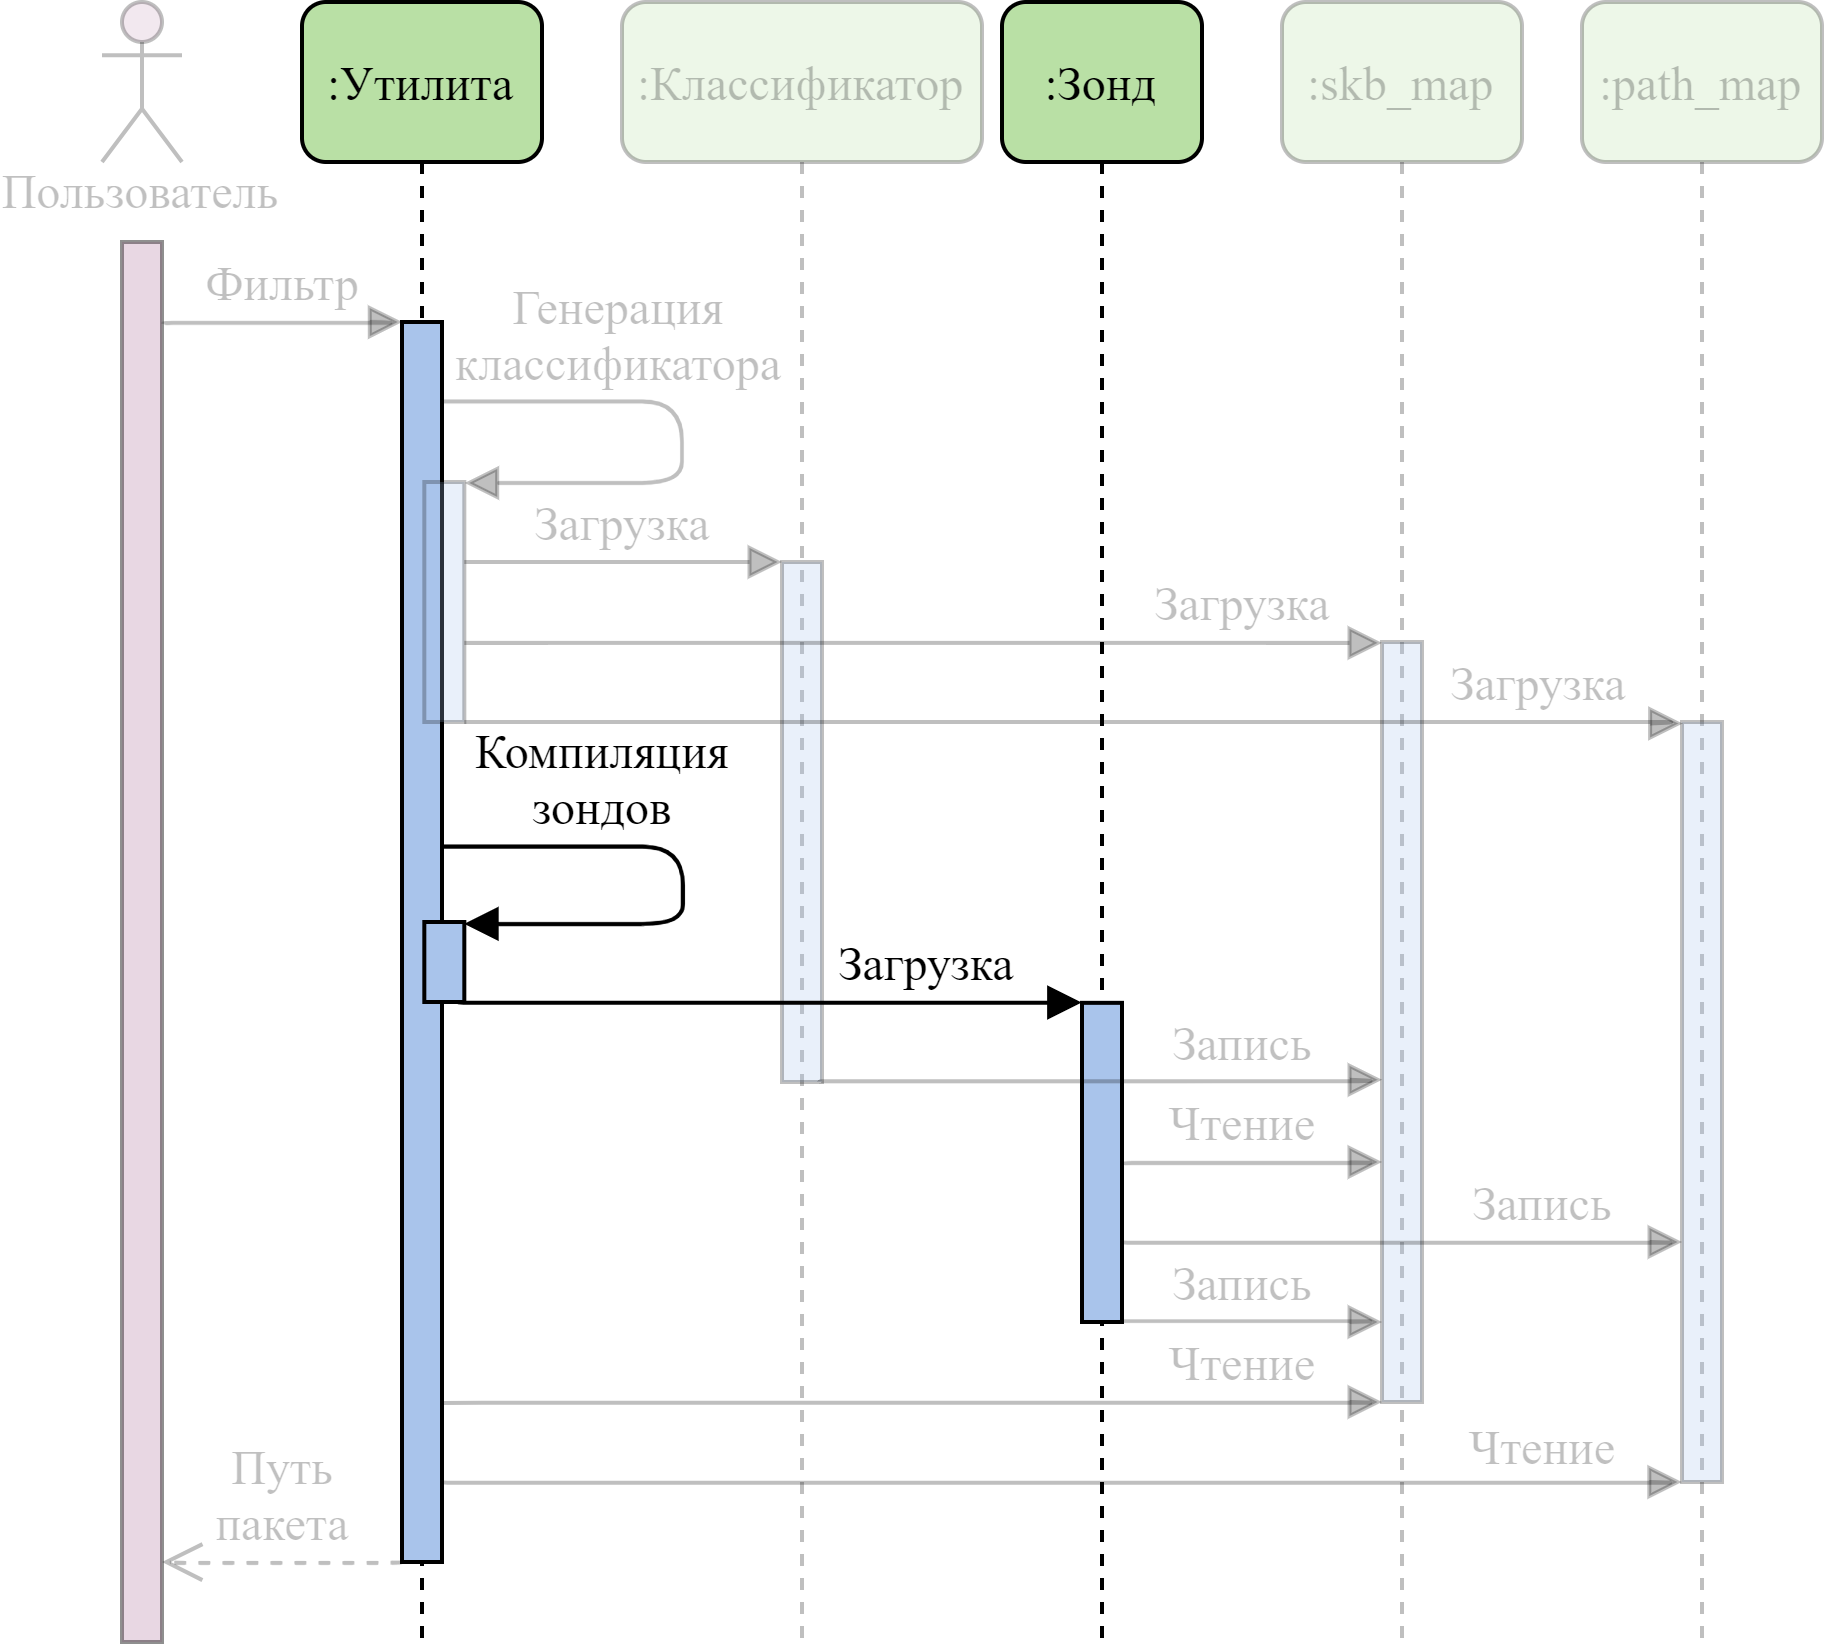 :Утилита
:Классификатор
:Зонд
:skb_map
:path_map
Пользователь
Фильтр
Генерация
классификатора
Загрузка
Загрузка
Загрузка
Компиляция
зондов
Загрузка
Запись
Чтение
Запись
Запись
Чтение
Чтение
Путь
пакета